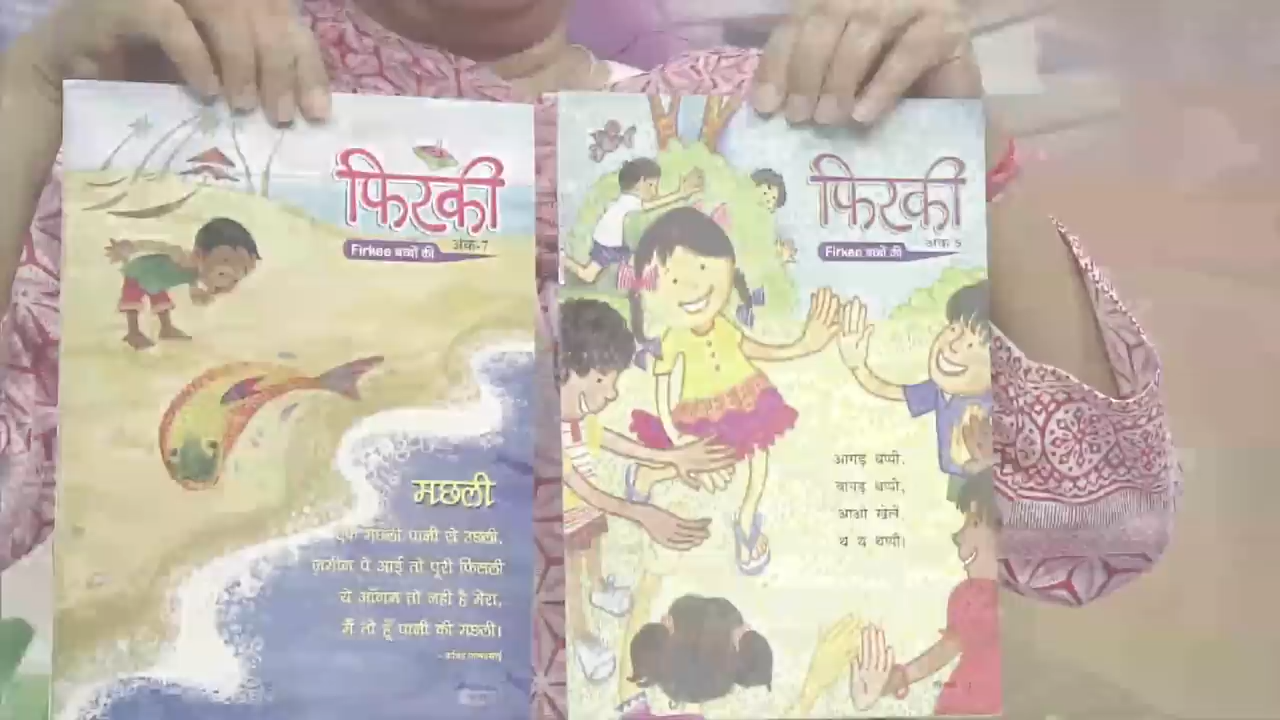 फिरकी
अंक-7
Firkee बच्चों की
मछली
एक मछली पानी से उछली,
ज़मीन पे आई तो पूरी फिसली
ये आँगन तो नहीं है मेरा,
मैं तो हूँ पानी की मछली।
फिरकी
अंक-5
Firkee बच्चों की
आगड़ थप्पी,
बागड़ थप्पी,
आओ खेलें,
थ थ थप्पी।